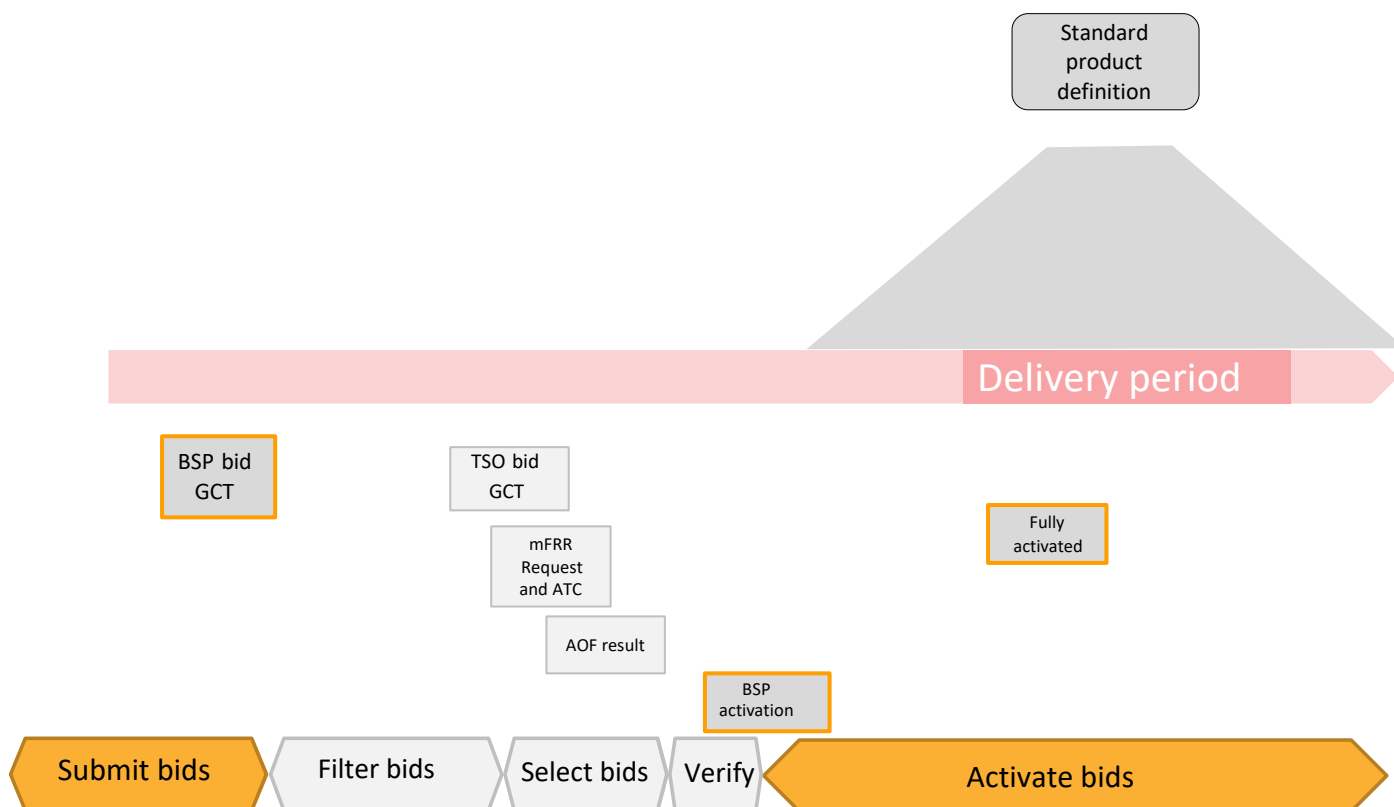 Standard
product
definition
Delivery period
BSP bid
GCT
TSO bid
GCT
mFRR
Request
and ATC
Fully
activated
AOF result
BSP
activation
Submit bids
Filter bids
Select bids
Verify
Activate bids